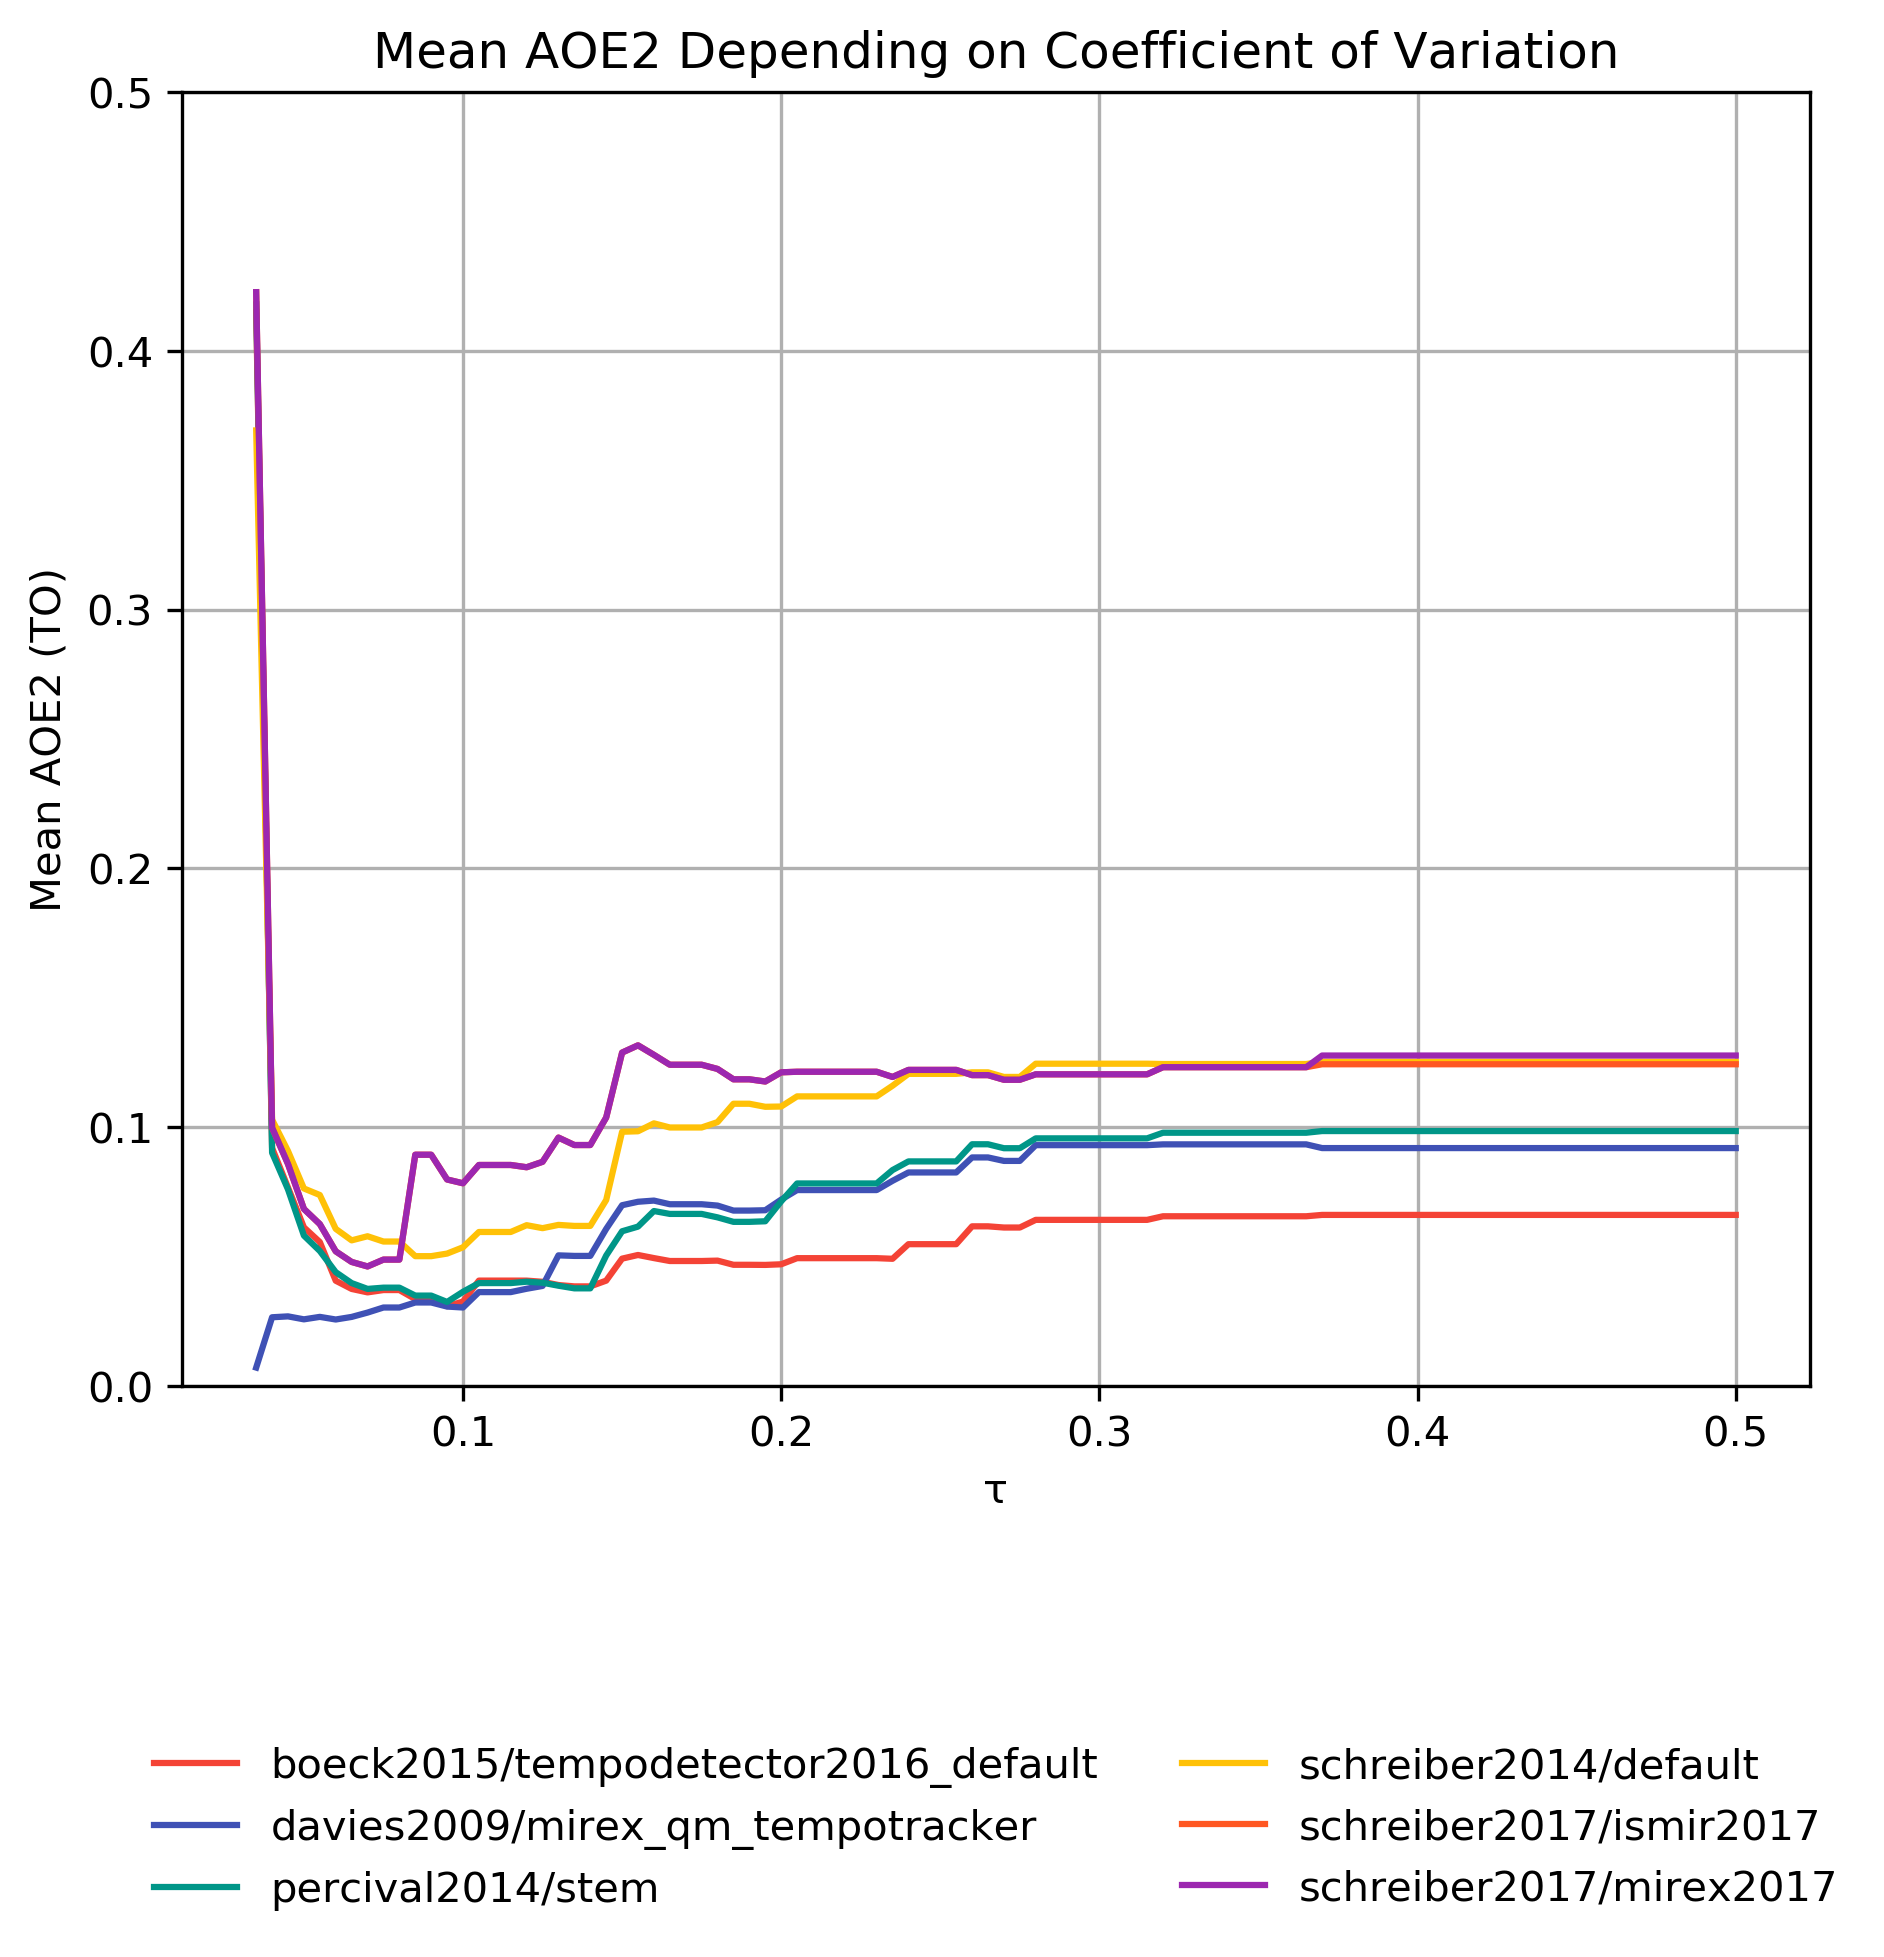 Mean AOE2 Depending on Coefficient of Variation
0.5
0.4
0.3
0.2
0.1
0.0
Mean AOE2 (TO)
0.1 0.2 0.3 0.4 0.5
τ
boeck2015/tempodetector2016_default
davies2009/mirex_qm_tempotracker
percival2014/stem
schreiber2014/default
schreiber2017/ismir2017
schreiber2017/mirex2017